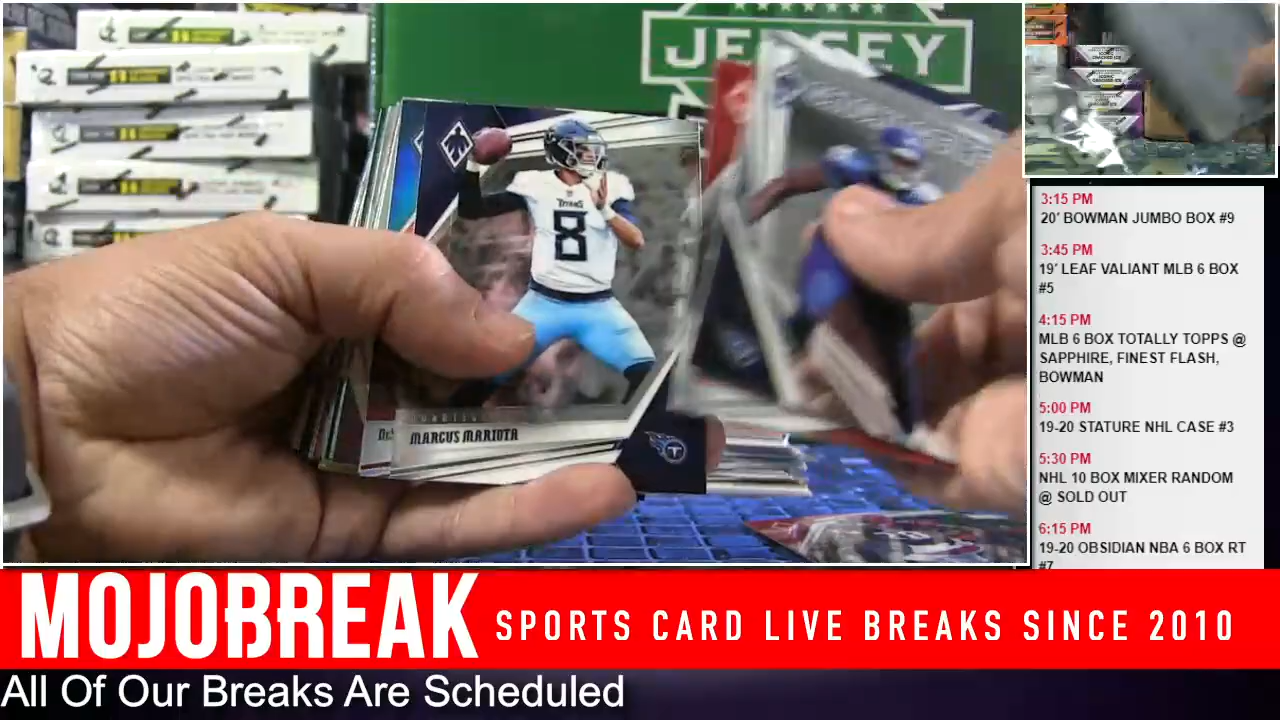 JERSEY
TITANS
8
MARCUS MARIOTA
T
3:15 PM
20' BOWMAN JUMBO BOX #9
3:45 PM
19' LEAF VALIANT MLB 6 BOX
#5
4:15 PM
MLB 6 BOX TOTALLY TOPPS @
SAPPHIRE, FINEST FLASH,
BOWMAN
5:00 PM
19-20 STATURE NHL CASE #3
5:30 PM
NHL 10 BOX MIXER RANDOM
@ SOLD OUT
6:15 PM
19-20 OBSIDIAN NBA 6 BOX RT
#7
MOJOBREAK SPORTS CARD LIVE BREAKS SINCE 2010
All Of Our Breaks Are Scheduled